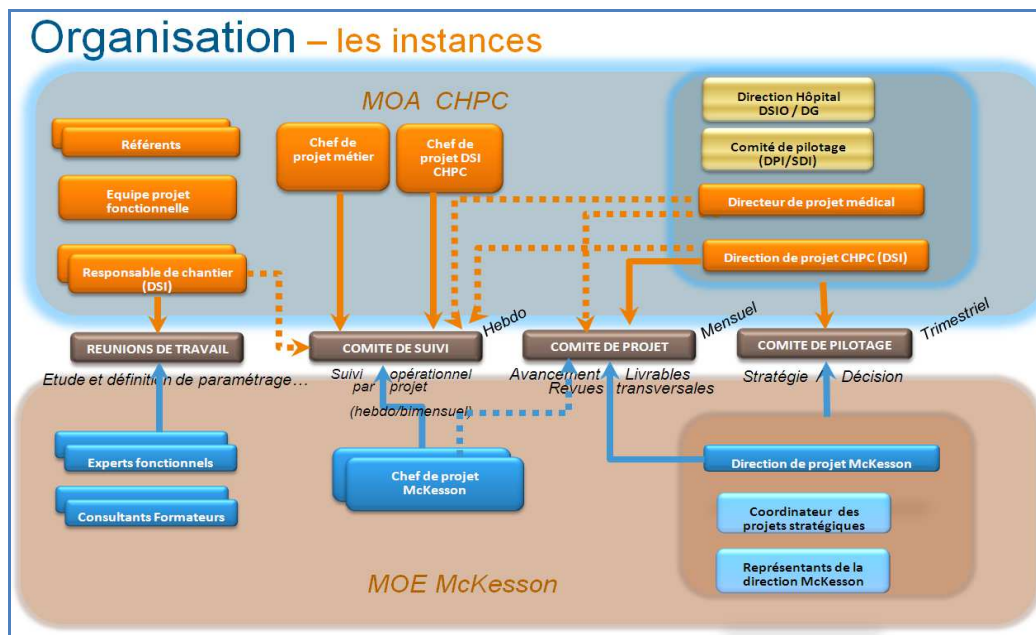 Organisation – les instances
MOA CHPC
Référents
Equipe projet
fonctionnelle
Responsable de chantier
(DSI)
Chef de
projet métier
Chef de
projet DSI
CHPC
Direction Hôpital
DSIO / DG
Comité de pilotage
(DPI/SDI)
Directeur de projet médical
Direction de projet CHPC (DSI)
REUNIONS DE TRAVAIL
Etude et définition de paramétrage…
Hebdo
COMITE DE SUIVI
Suivi opérationnel
par projet
(hebdo/bimensuel)
Mensuel
COMITE DE PROJET
Avancement Livrables
Revues transversales
Trimestriel
COMITE DE PILOTAGE
Stratégie / Décision
Experts fonctionnels
Consultants Formateurs
Chef de projet
McKesson
Direction de projet McKesson
Coordinateur des
projets stratégiques
Représentants de la
direction McKesson
MOE McKesson